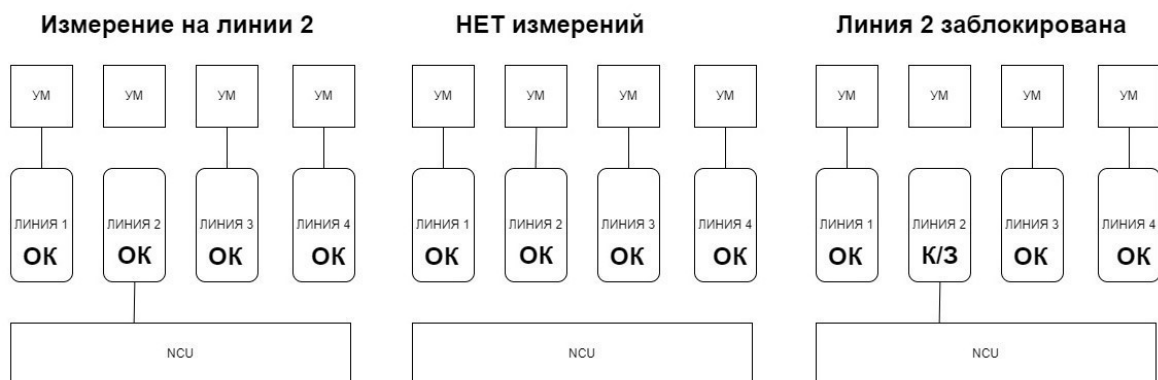 Измерение на линии 2
НЕТ измерений
Линия 2 заблокирована
УМ УМ УМ УМ
УМ УМ УМ УМ
УМ УМ УМ УМ
ЛИНИЯ 1 ЛИНИЯ 2 ЛИНИЯ 3 ЛИНИЯ 4
ОК ОК ОК ОК
ЛИНИЯ 1 ЛИНИЯ 2 ЛИНИЯ 3 ЛИНИЯ 4
ОК ОК ОК ОК
ЛИНИЯ 1 ЛИНИЯ 2 ЛИНИЯ 3 ЛИНИЯ 4
ОК К/З ОК ОК
NCU
NCU
NCU